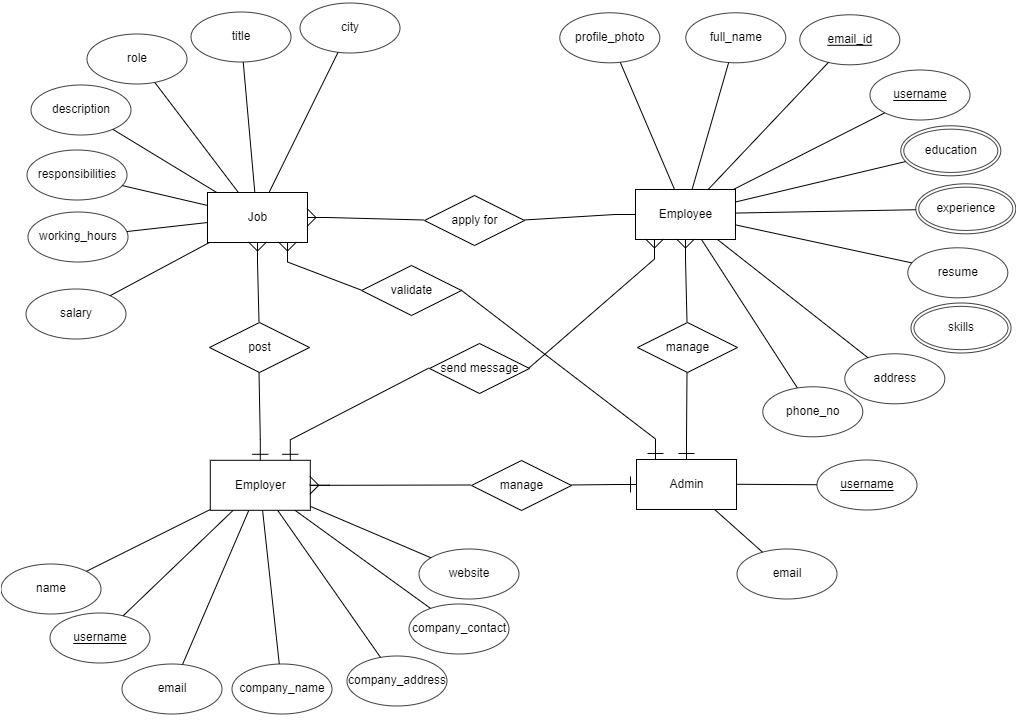 city
title
role
description
responsibilities
working_hours
salary
Job
apply for
profile_photo
full_name
email_id
username
education
experience
resume
skills
address
phone_no
Employee
validate
post
send message
manage
Employer
manage
Admin
username
email
name
username
email
company_name
company_address
company_contact
website